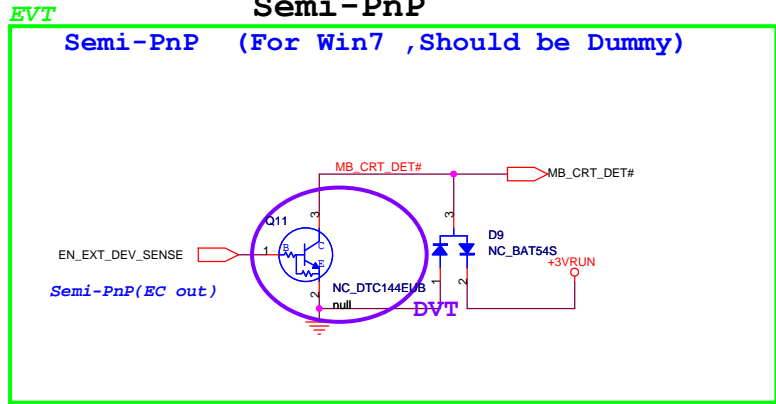 EVT
Semi-PnP
Semi-PnP (For Win7 ,Should be Dummy)
MB_CRT_DET#
MB_CRT_DET#
Q11
3
3
D9
NC_BAT54S
EN_EXT_DEV_SENSE
1
B
C
E
+3VRUN
Semi-PnP(EC out)
2
NC_DTC144EUB
null
1
2
DVT